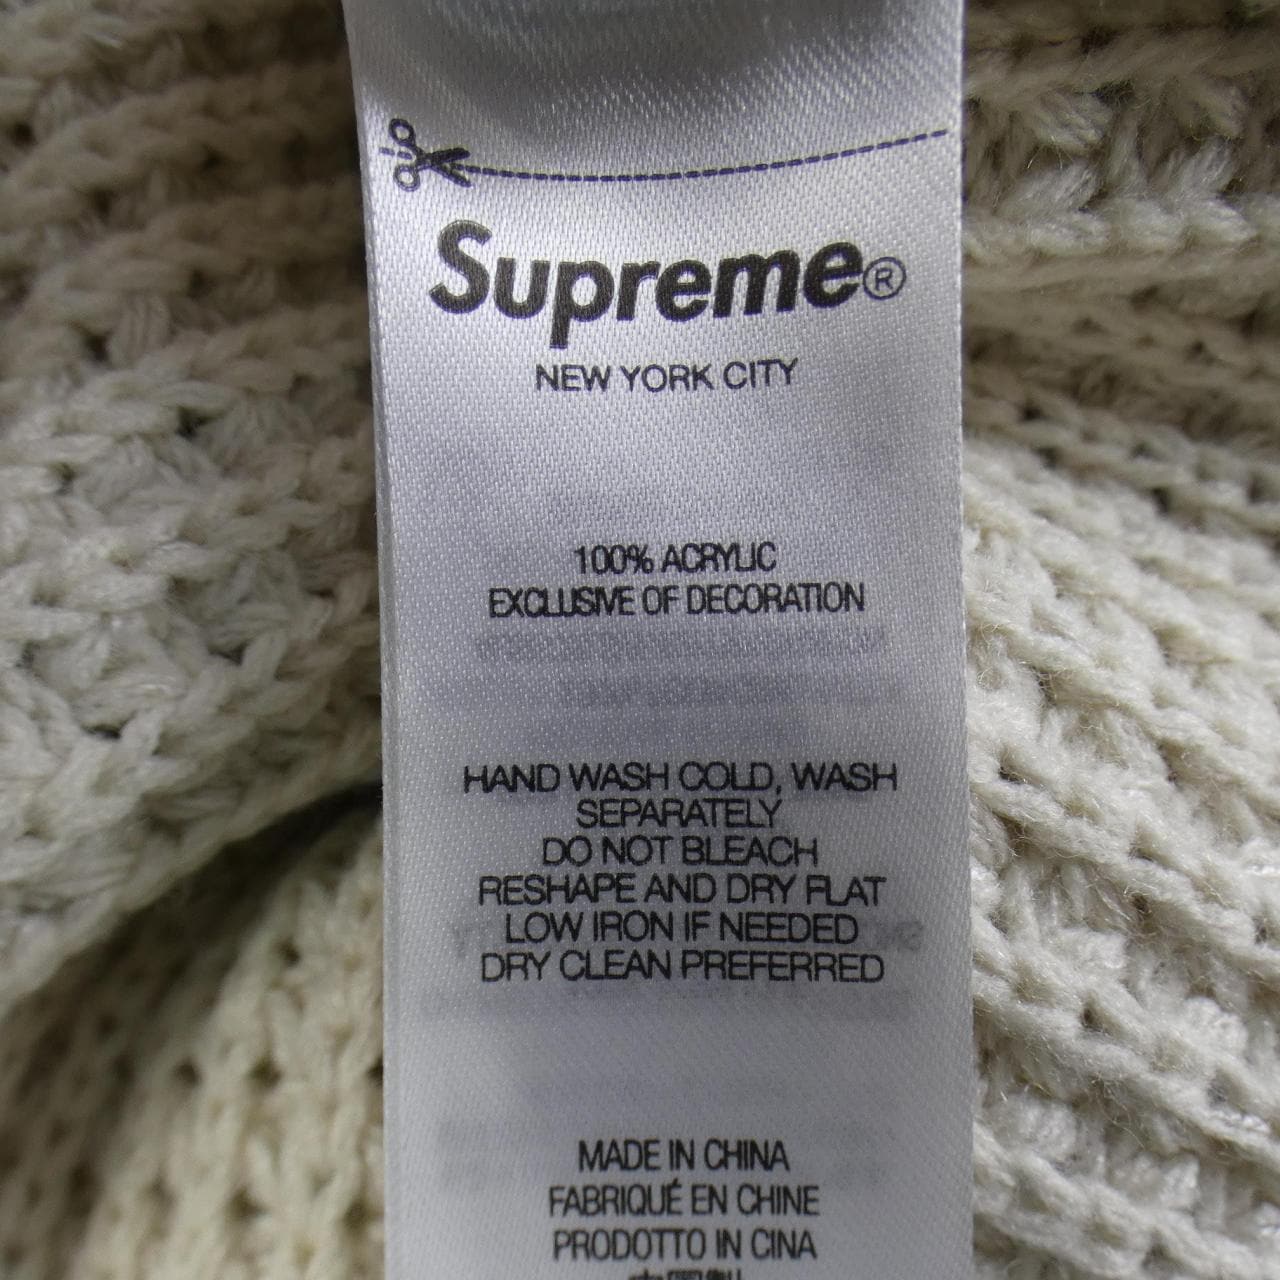 Supreme®
NEW YORK CITY
100% ACRYLIC
EXCLUSIVE OF DECORATION
HAND WASH COLD, WASH
SEPARATELY
DO NOT BLEACH
RESHAPE AND DRY FLAT
LOW IRON IF NEEDED
DRY CLEAN PREFERRED
MADE IN CHINA
FABRIQUÉ EN CHINE
PRODOTTO IN CINA